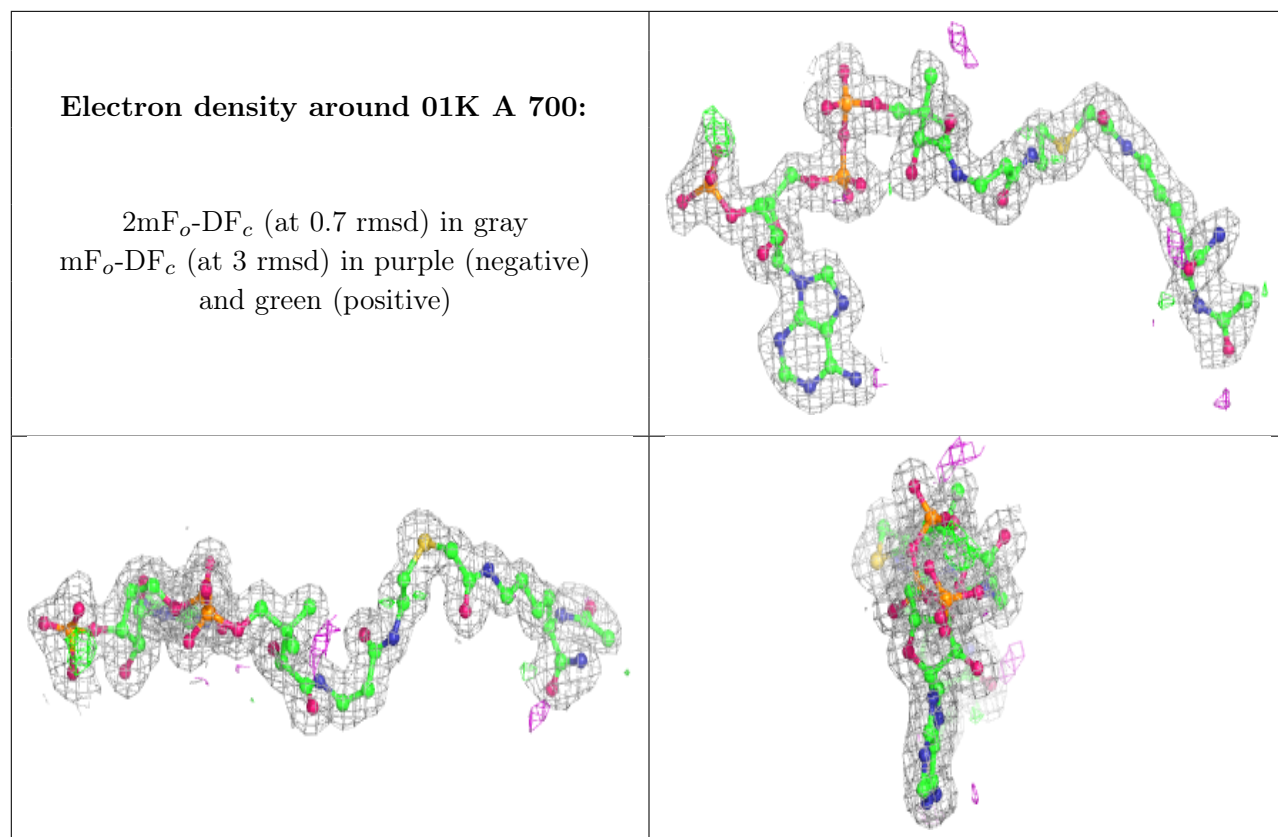 Electron density around 01K A 700:
2mFₒ-DF𝒸 (at 0.7 rmsd) in gray
mFₒ-DF𝒸 (at 3 rmsd) in purple (negative)
and green (positive)